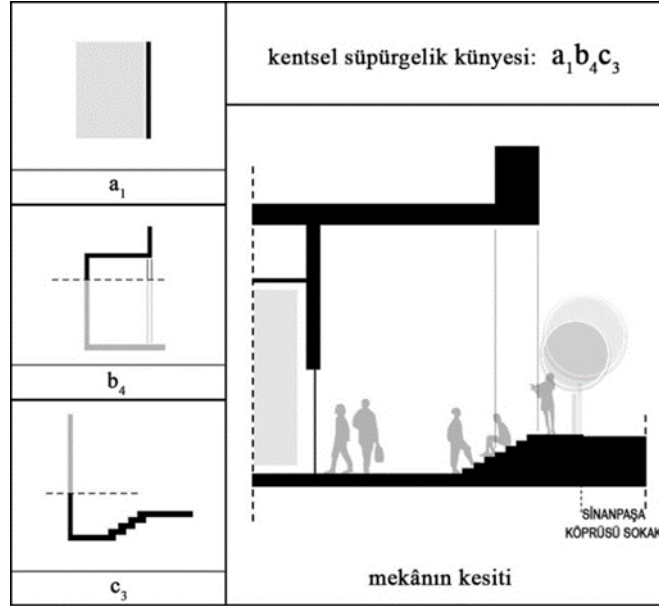 kentsel süpürgelik künyesi: a₁b₄c₃
a₁
b₄
c₃
SİNANPAŞA
KÖPRÜSÜ SOKAK
mekânın kesiti